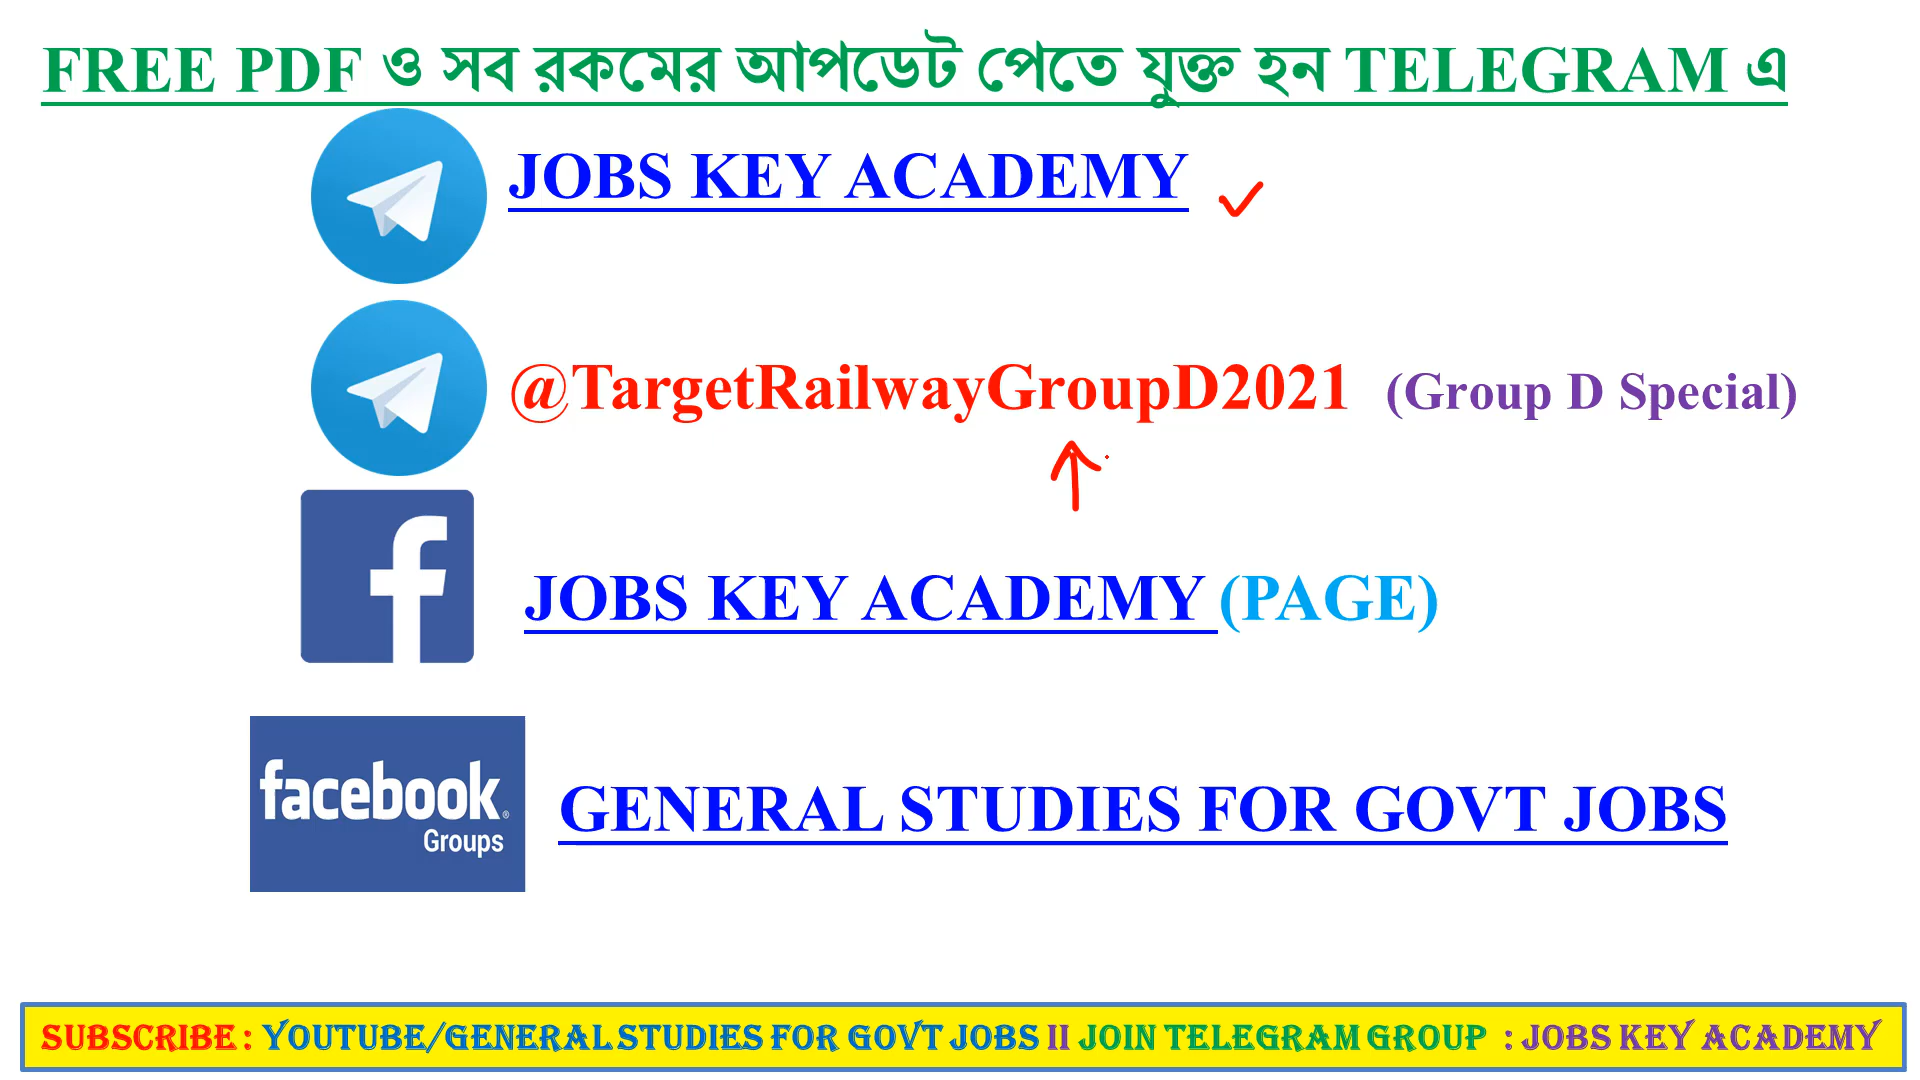 FREE PDF ও সব রকমের আপডেট পেতে যুক্ত হন TELEGRAM এ
JOBS KEY ACADEMY
@TargetRailwayGroupD2021 (Group D Special)
JOBS KEY ACADEMY (PAGE)
facebook
Groups
GENERAL STUDIES FOR GOVT JOBS
SUBSCRIBE : YOUTUBE/GENERAL STUDIES FOR GOVT JOBS II JOIN TELEGRAM GROUP : JOBS KEY ACADEMY